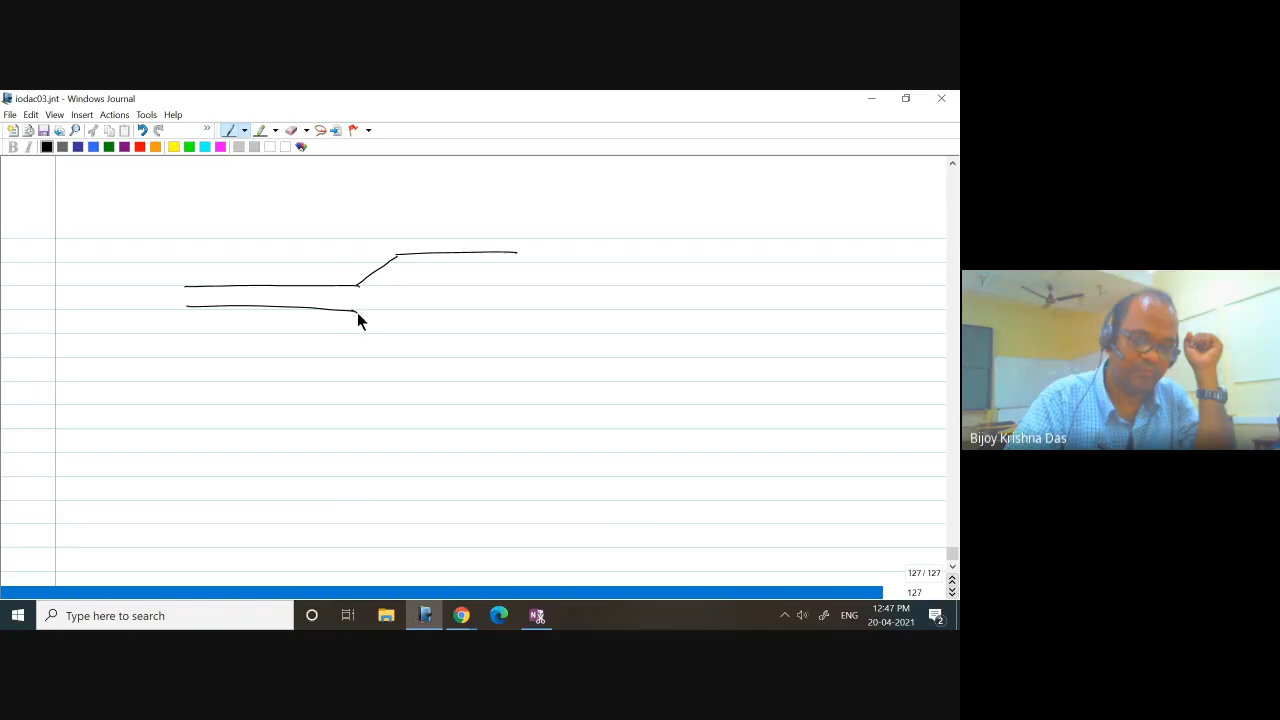 iodac03.jnt - Windows Journal
File Edit View Insert Actions Tools Help
B I
Bijoy Krishna Das
127 / 127
127
Type here to search
ENG
12:47 PM
20-04-2021
2